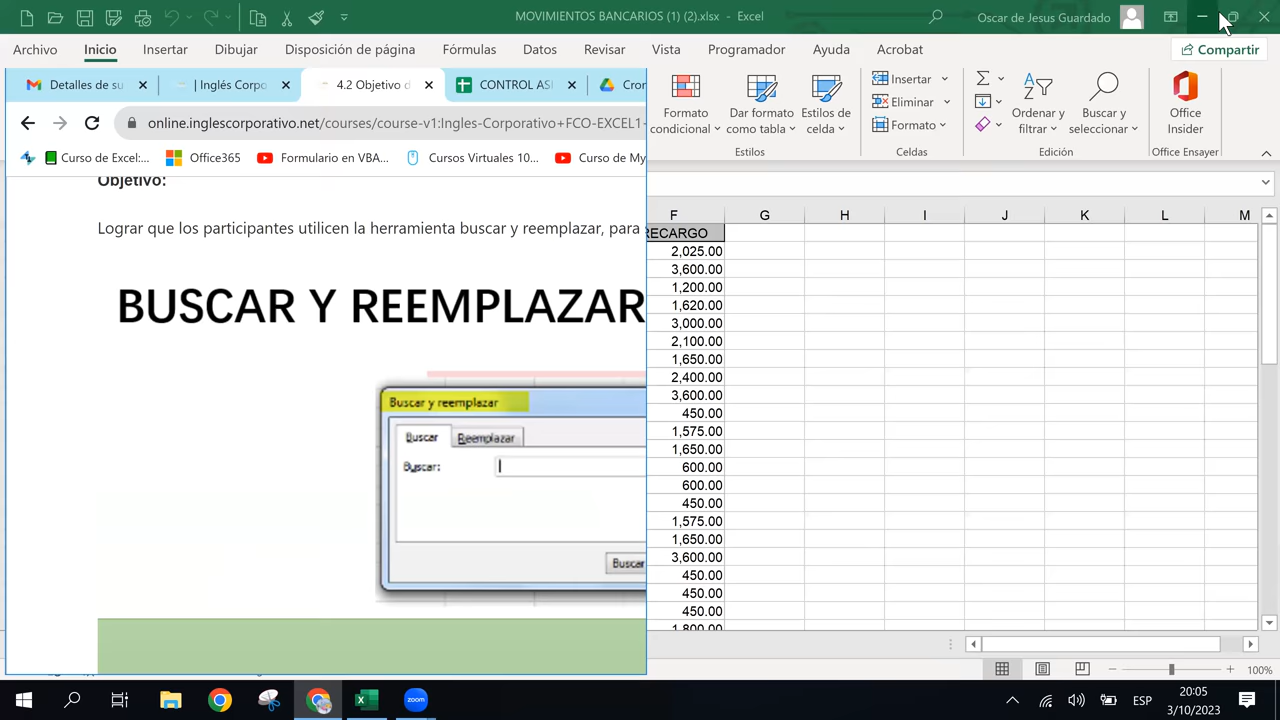 MOVIMIENTOS BANCARIOS (1) (2).xlsx - Excel
Oscar de Jesus Guardado
Archivo Inicio Insertar Dibujar Disposición de página Fórmulas Datos Revisar Vista Programador Ayuda Acrobat Compartir
Detalles de su
| Inglés Corpo
4.2 Objetivo d
CONTROL ASI
Cron
online.inglescorporativo.net/courses/course-v1:Ingles-Corporativo+FCO-EXCEL1-
Curso de Excel:...
Office365
Formulario en VBA...
Cursos Virtuales 10...
Curso de My
Formato condicional
Dar formato como tabla
Estilos de celda
Estilos
Insertar
Eliminar
Formato
Celdas
Ordenar y filtrar
Buscar y seleccionar
Edición
Office Insider
Office Ensayer
Objetivo:
Lograr que los participantes utilicen la herramienta buscar y reemplazar, para
BUSCAR Y REEMPLAZAR
Buscar y reemplazar
Buscar Reemplazar
Buscar:
Buscar
F G H I J K L M
RECARGO
2,025.00
3,600.00
1,200.00
1,620.00
3,000.00
2,100.00
1,650.00
2,400.00
3,600.00
450.00
1,575.00
1,650.00
600.00
600.00
450.00
1,575.00
1,650.00
3,600.00
450.00
450.00
450.00
1,800.00
100%
zoom
ESP
20:05
3/10/2023